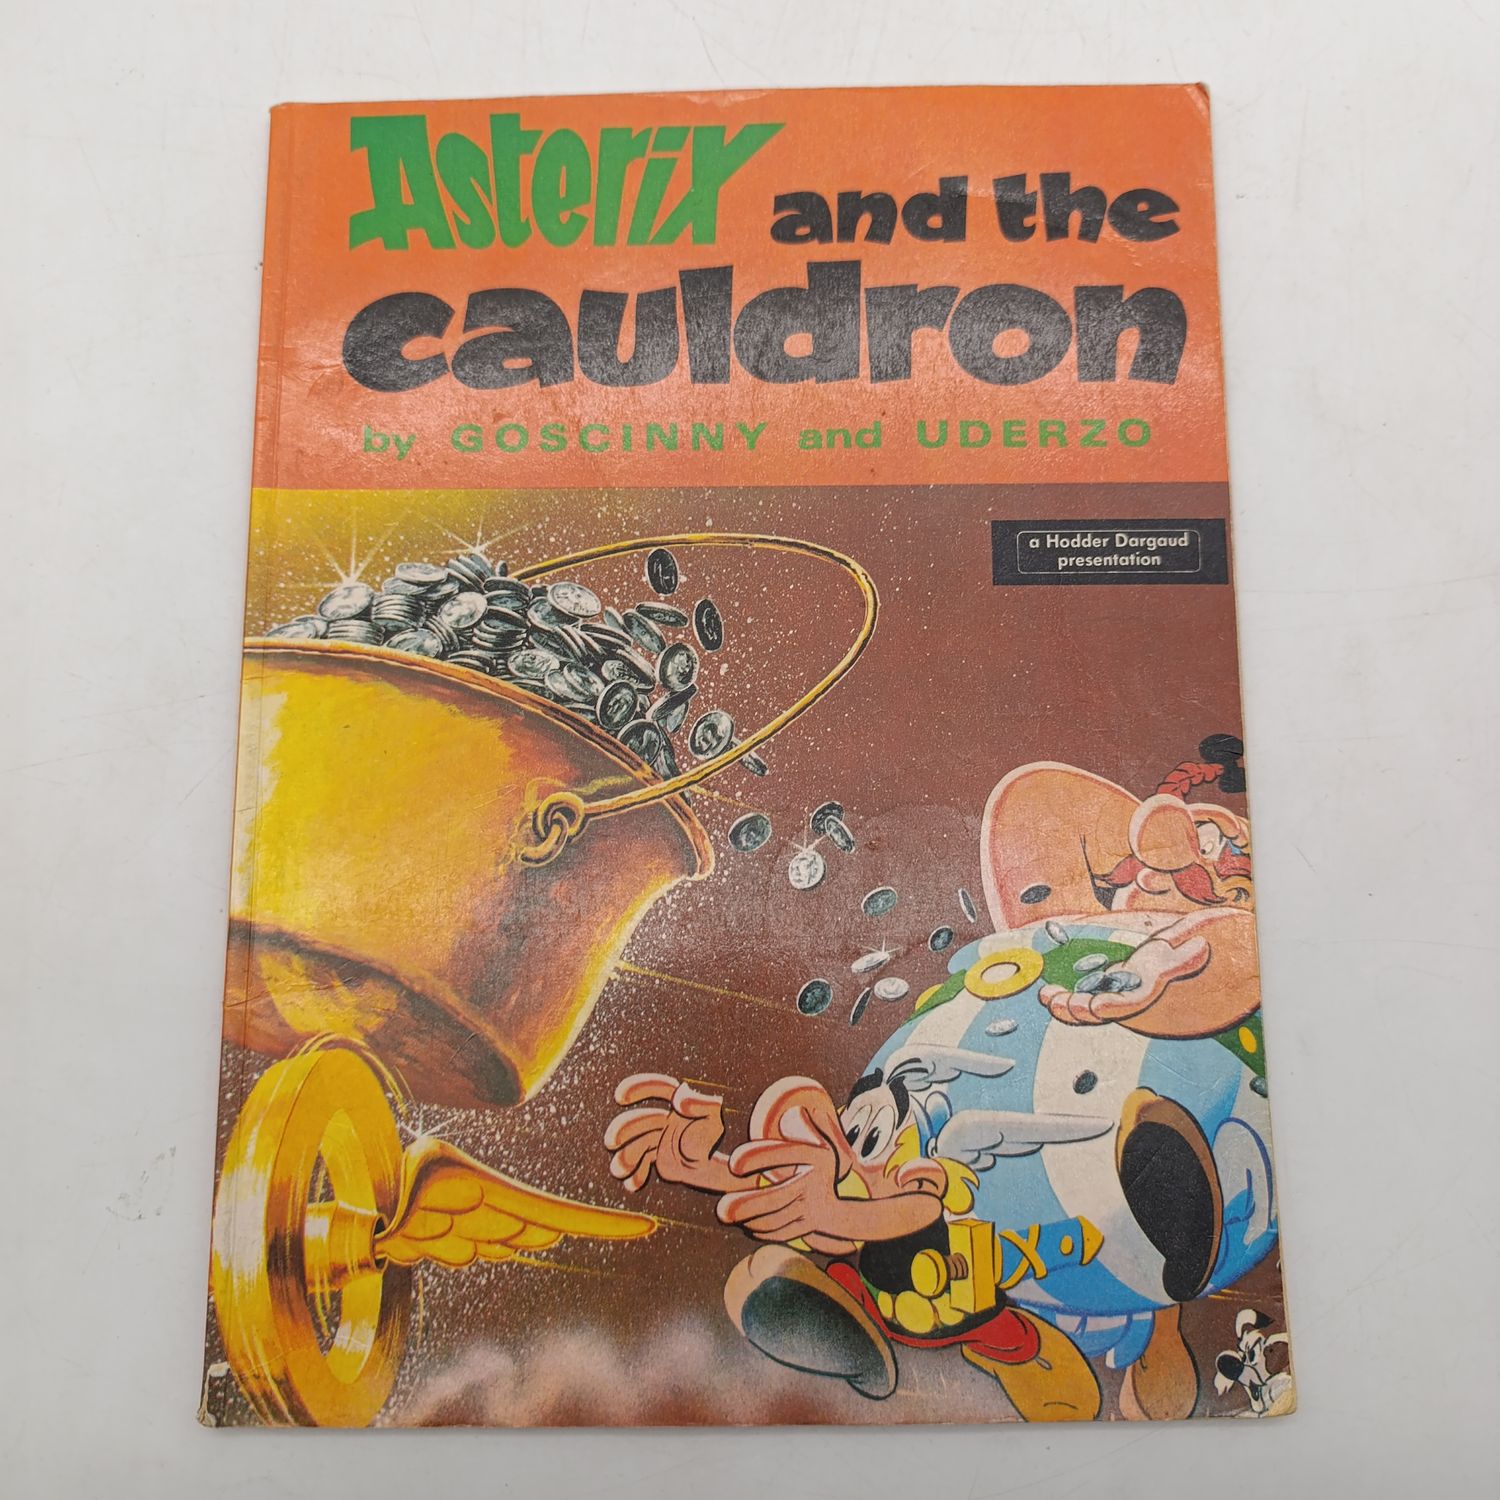 Asterix and the
cauldron
by GOSCINNY and UDERZO
a Hodder Dargaud
presentation